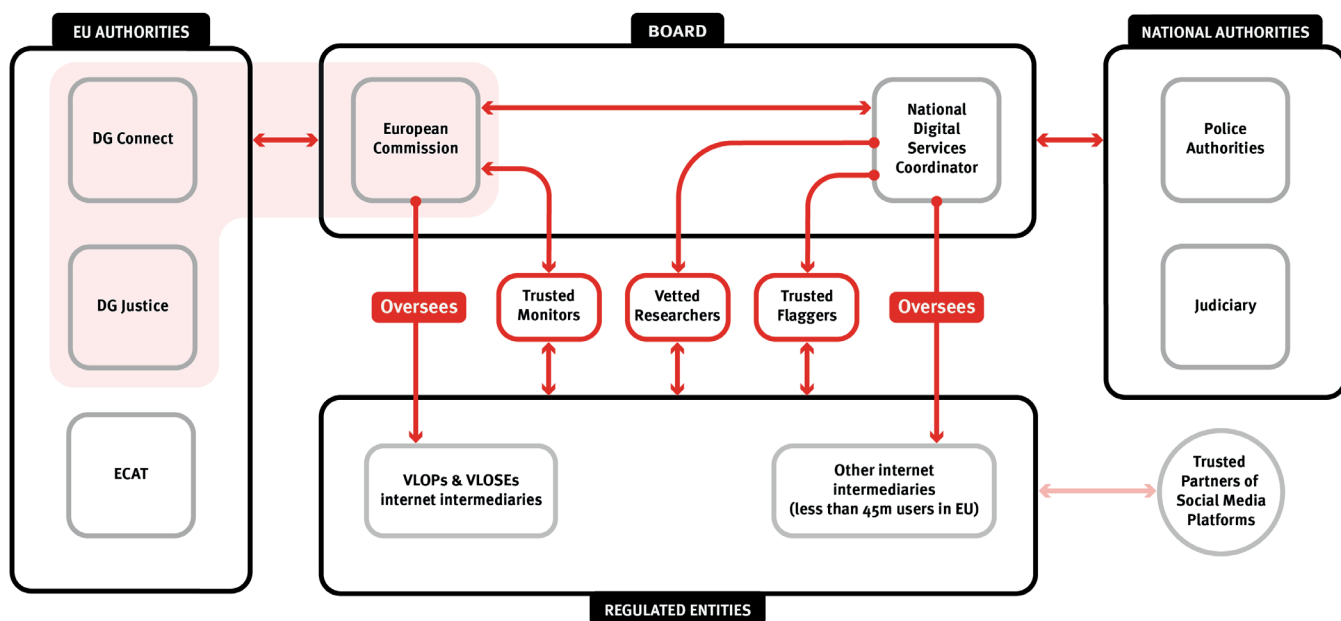 EU AUTHORITIES
BOARD
NATIONAL AUTHORITIES
DG Connect
European
Commission
National
Digital
Services
Coordinator
Police
Authorities
DG Justice
Oversees
Trusted
Monitors
Vetted
Researchers
Trusted
Flaggers
Oversees
Judiciary
ECAT
VLOPs & VLOSEs
internet intermediaries
Other internet
intermediaries
(less than 45m users in EU)
Trusted
Partners of
Social Media
Platforms
REGULATED ENTITIES